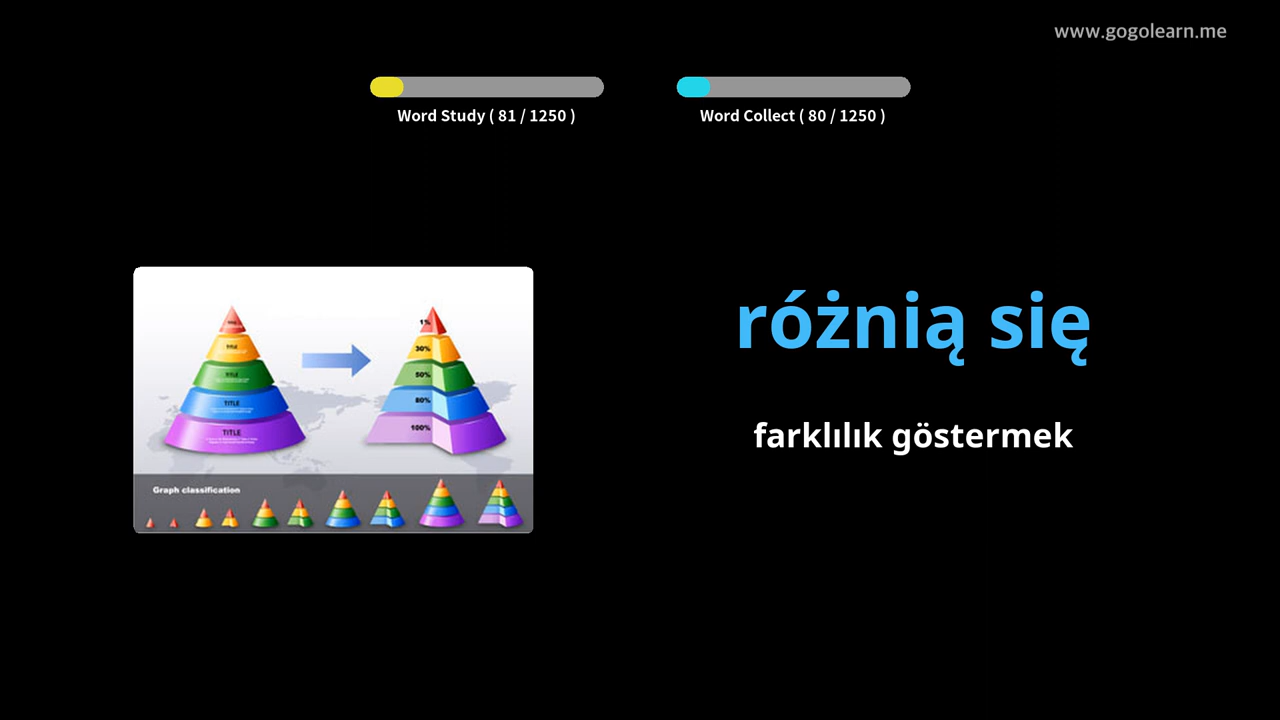 www.gogolearn.me
Word Study ( 81 / 1250 )
Word Collect ( 80 / 1250 )
różnią się
farklılık göstermek
TITLE
TITLE
TITLE
TITLE
1%
30%
50%
80%
100%
Graph classification